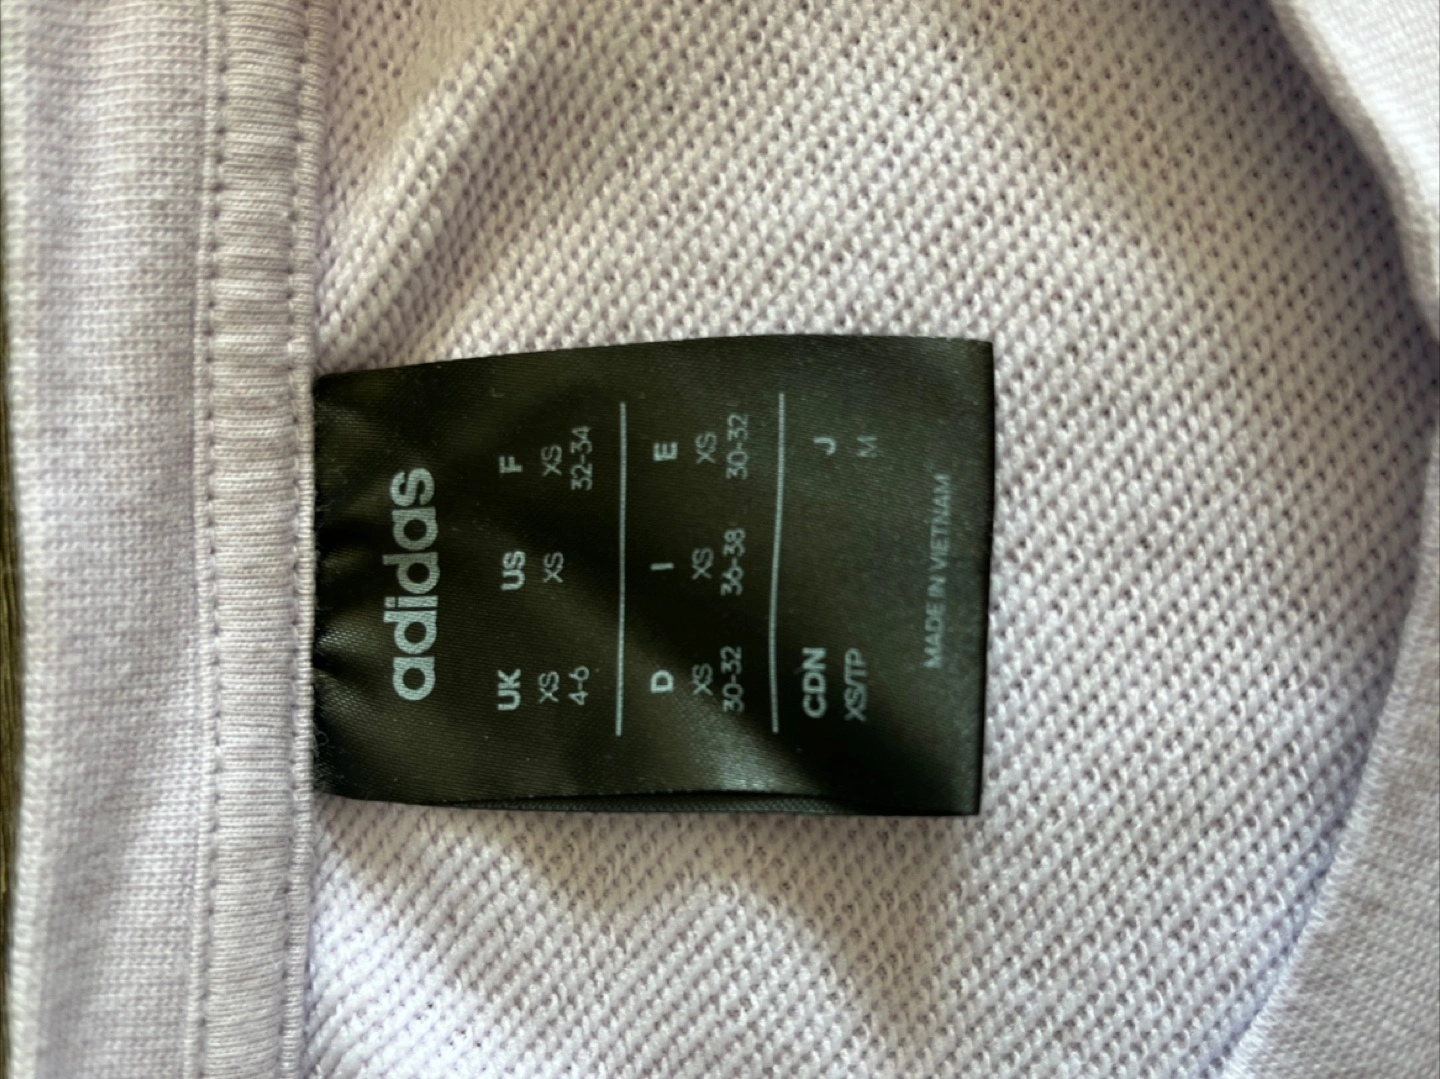 adidas
UK US F
XS XS XS
4-6 32-34
D I E
XS XS XS
30-32 36-38 30-32
CDN J
XS/TP M
MADE IN VIETNAM